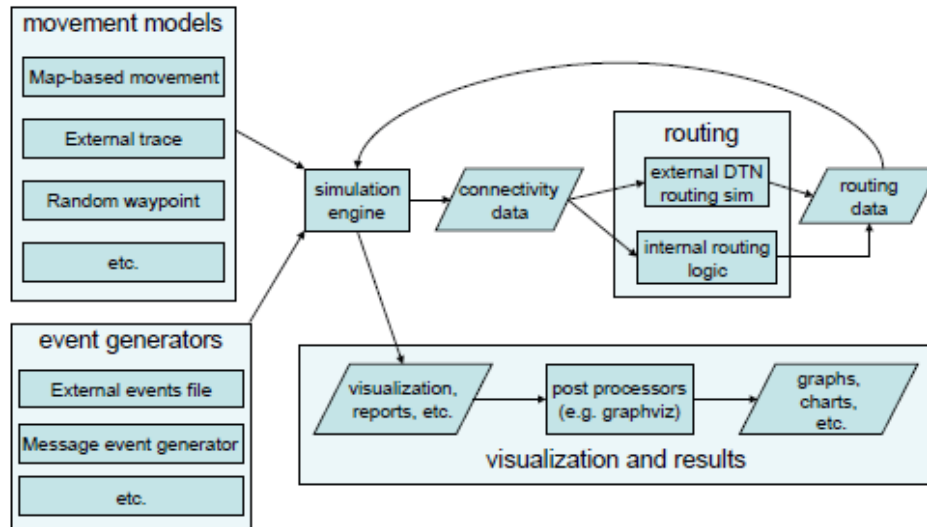 movement models
Map-based movement
External trace
Random waypoint
etc.
event generators
External events file
Message event generator
etc.
simulation
engine
connectivity
data
routing
external DTN
routing sim
internal routing
logic
routing
data
visualization,
reports, etc.
post processors
(e.g. graphviz)
graphs,
charts,
etc.
visualization and results